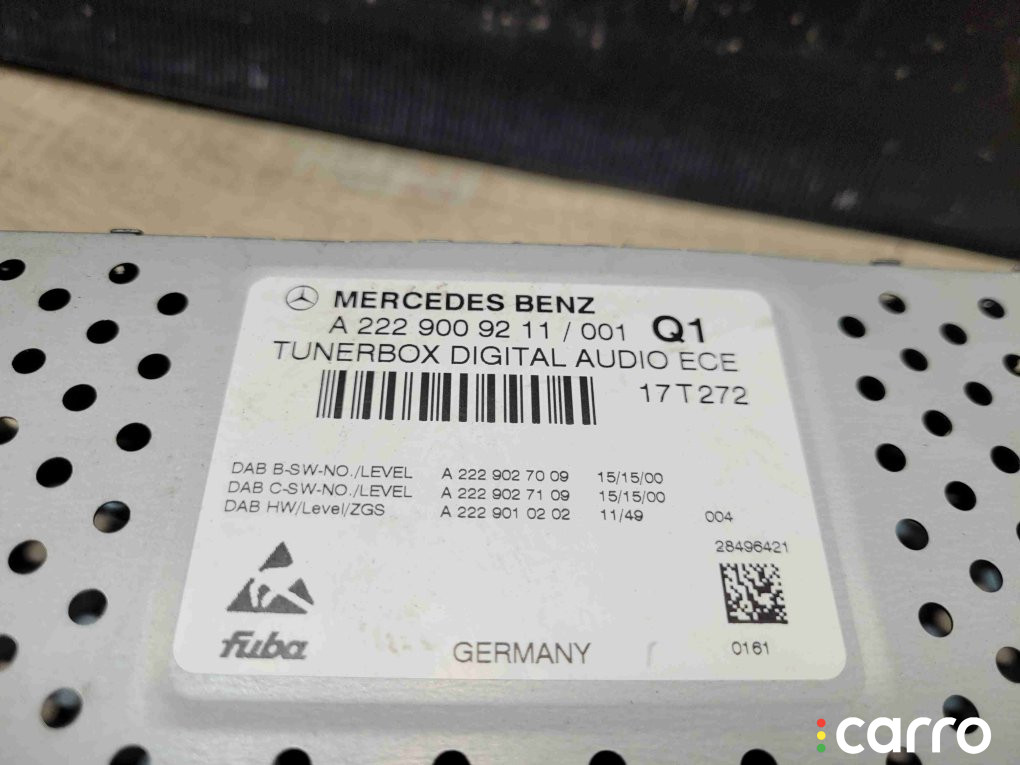 MERCEDES BENZ
A 222 900 92 11 / 001 Q1
TUNERBOX DIGITAL AUDIO ECE
17T272
DAB B-SW-NO./LEVEL A 222 902 70 09 15/15/00
DAB C-SW-NO./LEVEL A 222 902 71 09 15/15/00
DAB HW/Level/ZGS A 222 901 02 02 11/49 004
28496421
fuba GERMANY 0161
carro